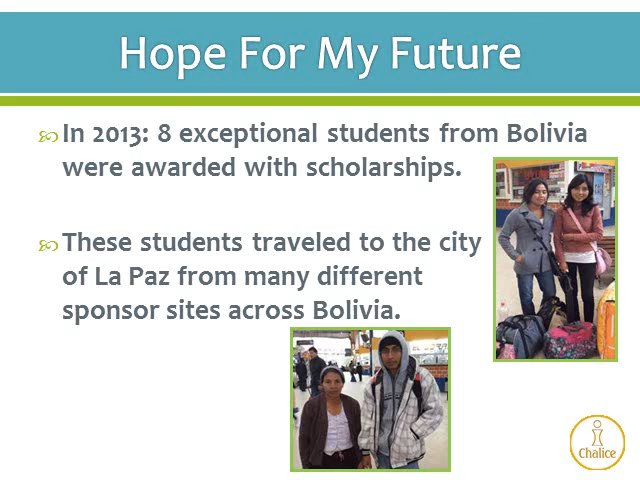 Hope For My Future
In 2013: 8 exceptional students from Bolivia
were awarded with scholarships.
These students traveled to the city
of La Paz from many different
sponsor sites across Bolivia.
Chalice